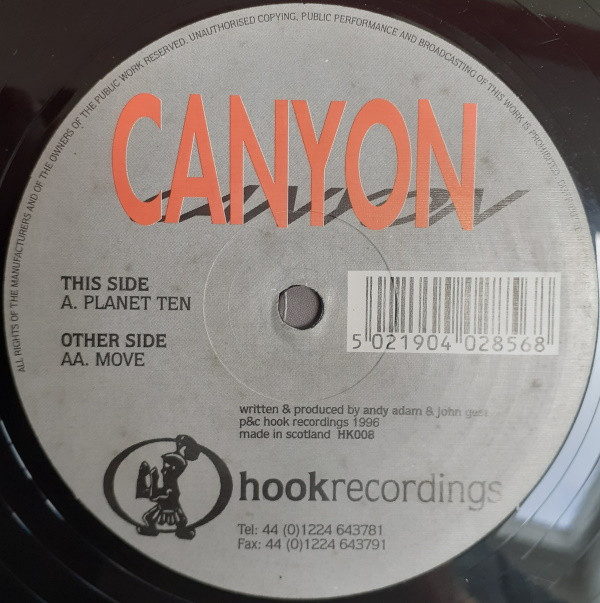 ALL RIGHTS OF THE MANUFACTURERS AND OF THE OWNERS OF THE PUBLIC WORK RESERVED. UNAUTHORISED COPYING, PUBLIC PERFORMANCE AND BROADCASTING OF THIS WORK IS PROHIBITED.
CANYON
THIS SIDE
A. PLANET TEN
OTHER SIDE
AA. MOVE
5 021904 028568
written & produced by andy adam & john
p&c hook recordings 1996
made in scotland HK008
hookrecordings
Tel: 44 (0)1224 643781
Fax: 44 (0)1224 643791